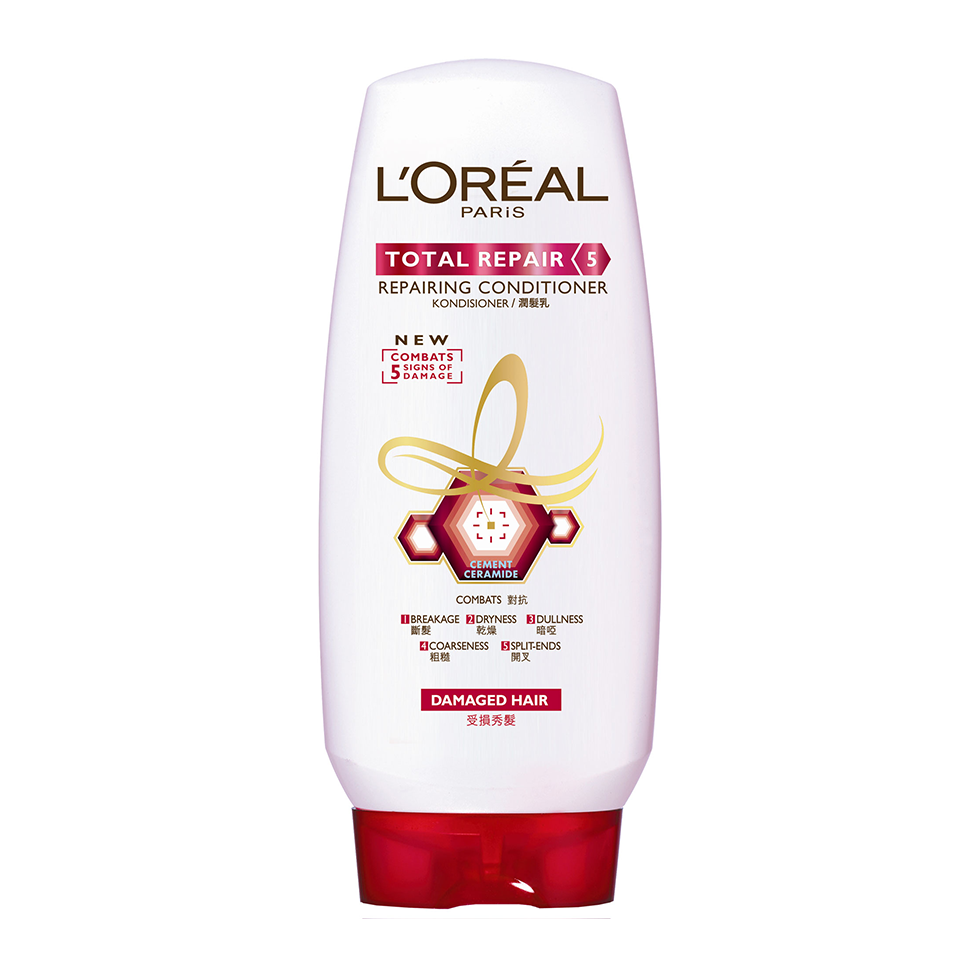 L'ORÉAL
PARiS
TOTAL REPAIR 5
REPAIRING CONDITIONER
KONDISIONER / 潤髮乳
NEW
COMBATS
5 SIGNS OF
DAMAGE
CEMENT
CERAMIDE
COMBATS 對抗
1 BREAKAGE 2 DRYNESS 3 DULLNESS
斷髮 乾燥 暗啞
4 COARSENESS 5 SPLIT-ENDS
粗糙 開叉
DAMAGED HAIR
受損秀髮